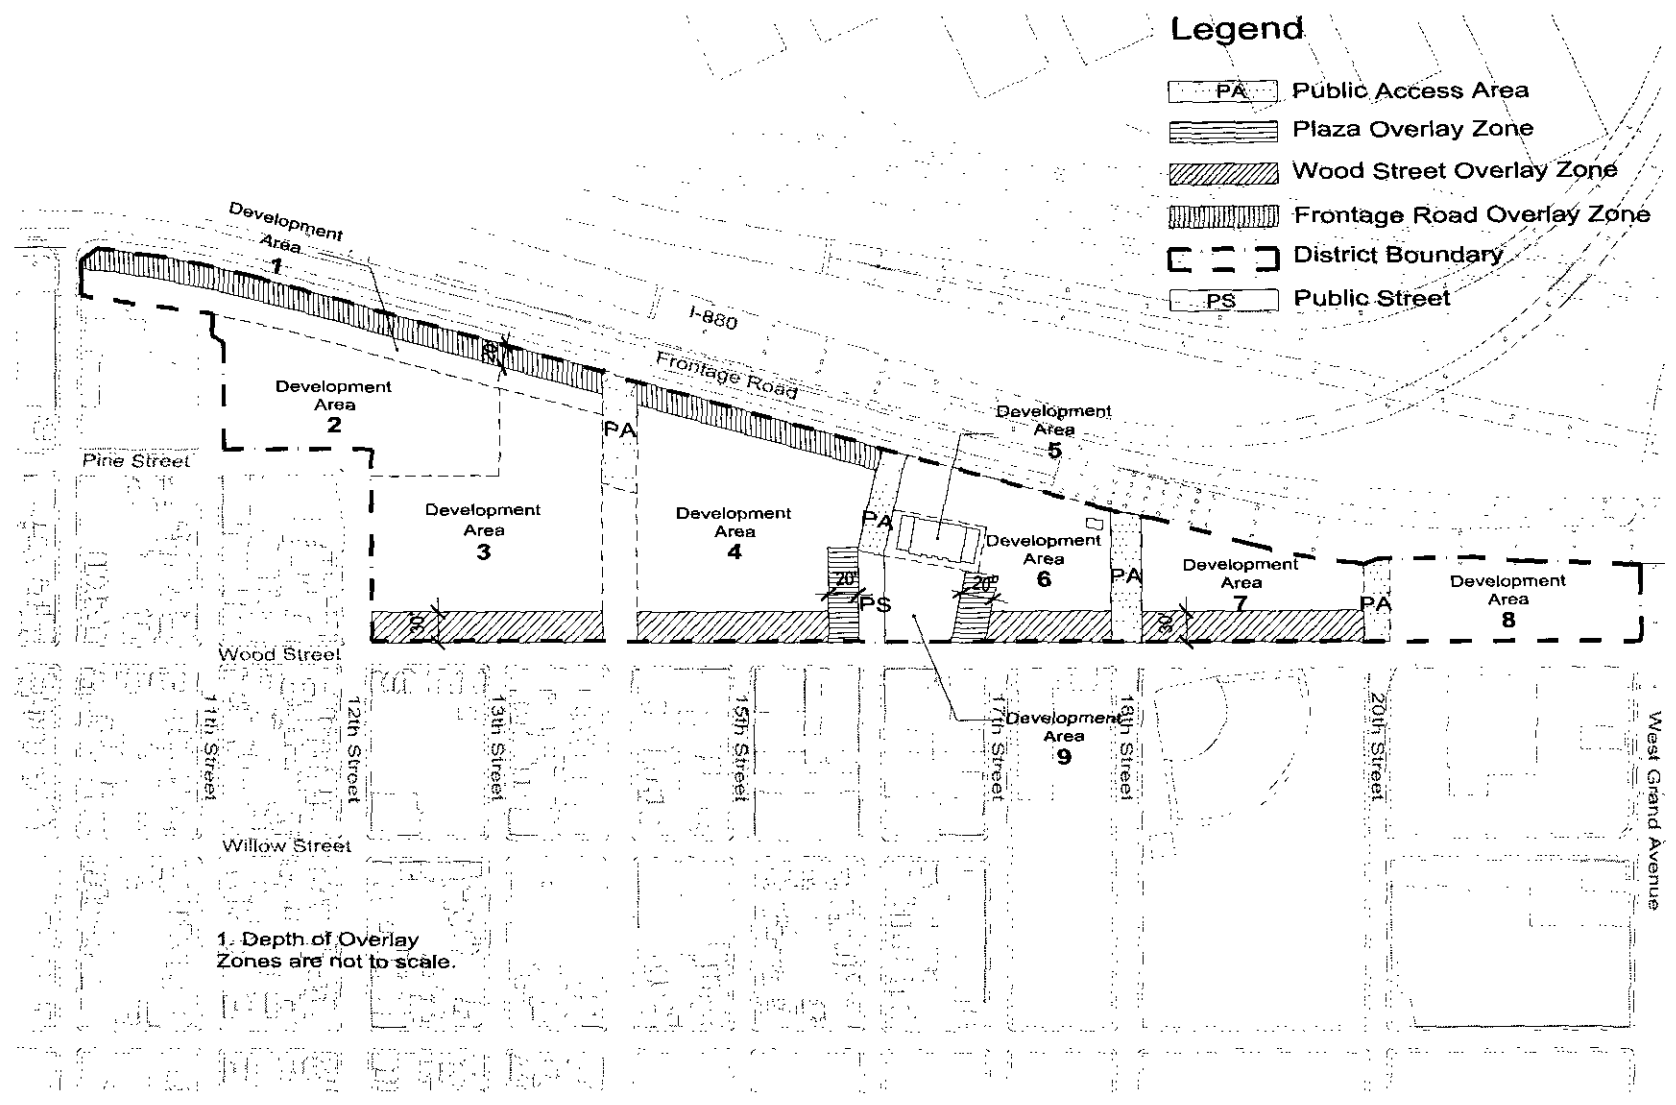 Legend
PA Public Access Area
Plaza Overlay Zone
Wood Street Overlay Zone
Frontage Road Overlay Zone
District Boundary
PS Public Street
Development
Area
1
I-880
Frontage Road
20'
Development
Area
2
PA
Development
Area
5
Pine Street
Development
Area
3
Development
Area
4
PA
Development
Area
6
PA
Development
Area
7
PA
Development
Area
8
20'
PS
20'
30'
30'
Wood Street
11th Street
12th Street
13th Street
15th Street
17th Street
18th Street
20th Street
West Grand Avenue
Development
Area
9
Willow Street
1. Depth of Overlay
Zones are not to scale.